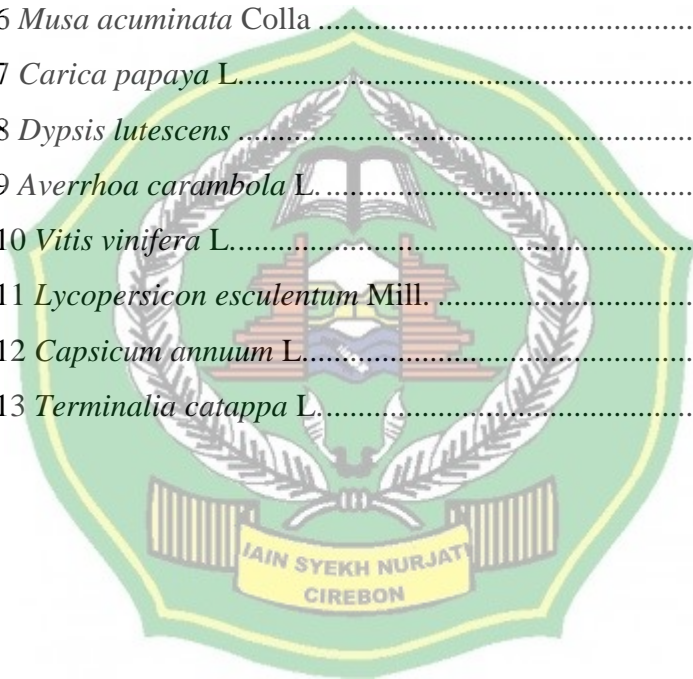 6 Musa acuminata Colla ........................................................
7 Carica papaya L..................................................................
8 Dypsis lutescens ..................................................................
9 Averrhoa carambola L. .......................................................
10 Vitis vinifera L...................................................................
11 Lycopersicon esculentum Mill. ........................................
12 Capsicum annuum L.........................................................
13 Terminalia catappa L.......................................................
IAIN SYEKH NURJATI
CIREBON